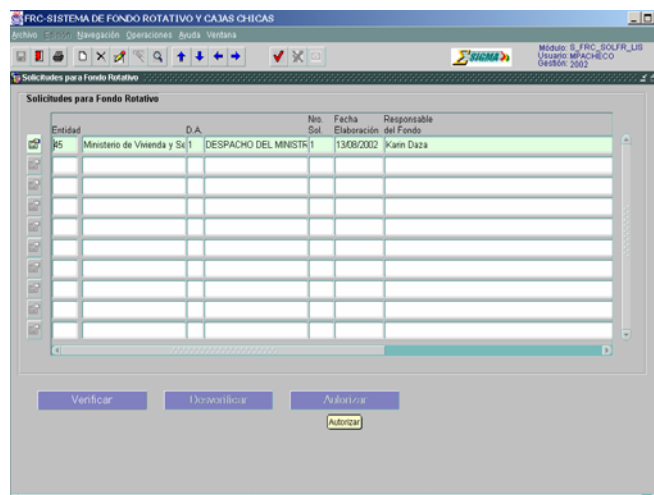 FRC-SISTEMA DE FONDO ROTATIVO Y CAJAS CHICAS
Archivo Edición Navegación Operaciones Ayuda Ventana
SIGMA
Módulo: S_FRC_SOLFR_LIS
Usuario: MPACHECO
Gestión: 2002
Solicitudes para Fondo Rotativo
Solicitudes para Fondo Rotativo
Entidad D.A. Nro. Sol. Fecha Elaboración Responsable del Fondo
45 Ministerio de Vivienda y Se 1 DESPACHO DEL MINISTR 1 13/08/2002 Karin Daza
Verificar Desverificar Autorizar
Autorizar